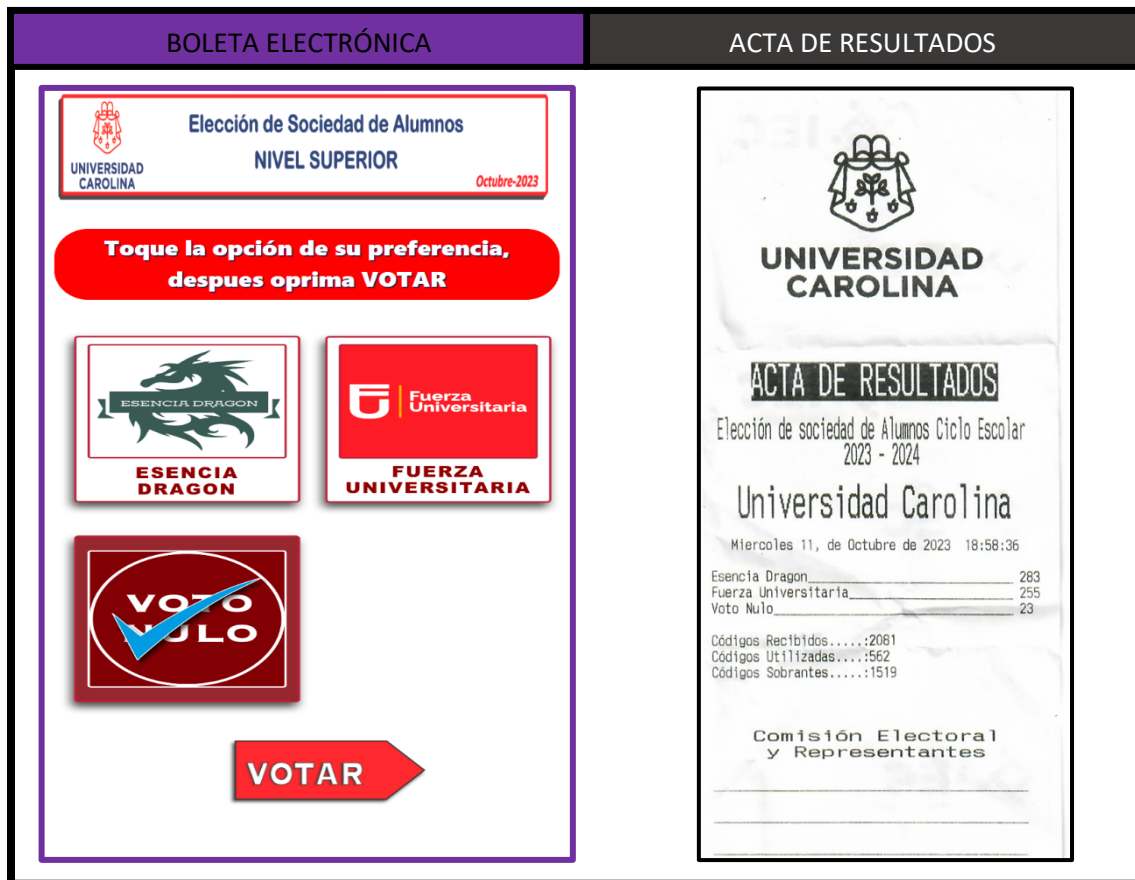 BOLETA ELECTRÓNICA
ACTA DE RESULTADOS
UNIVERSIDAD
CAROLINA
Elección de Sociedad de Alumnos
NIVEL SUPERIOR
Octubre-2023
Toque la opción de su preferencia,
despues oprima VOTAR
ESENCIA DRAGON
ESENCIA
DRAGON
Fuerza
Universitaria
FUERZA
UNIVERSITARIA
VOTO
NULO
VOTAR
UNIVERSIDAD
CAROLINA
ACTA DE RESULTADOS
Elección de sociedad de Alumnos Ciclo Escolar
2023 - 2024
Universidad Carolina
Miercoles 11, de Octubre de 2023 18:58:36
Esencia Dragon 283
Fuerza Universitaria 255
Voto Nulo 23
Códigos Recibidos.....:2081
Códigos Utilizadas....:562
Códigos Sobrantes.....:1519
Comisión Electoral
y Representantes